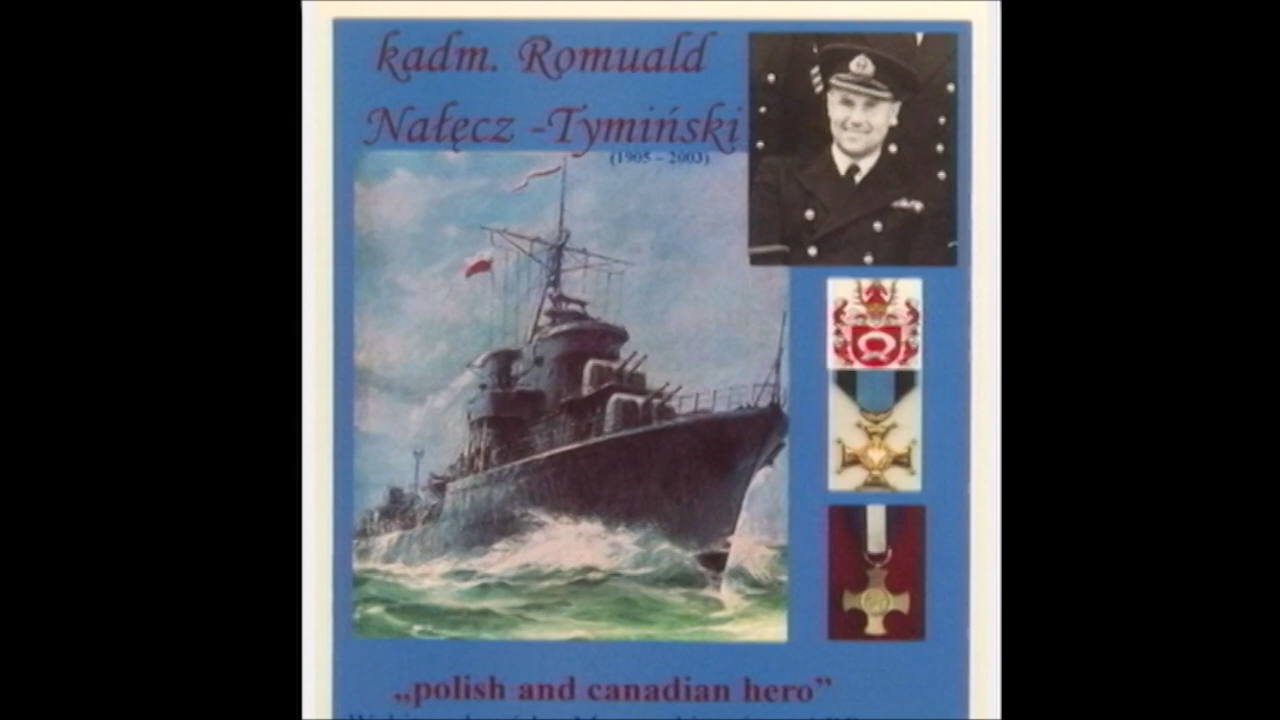 kadm. Romuald
Nałęcz -Tymiński
(1905 – 2003)
„polish and canadian hero”